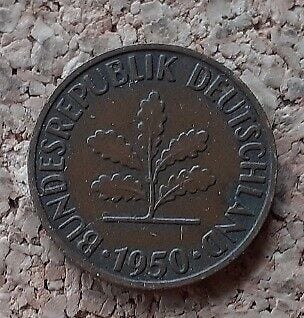 BUNDESREPUBLIK DEUTSCHLAND
· 1950 ·